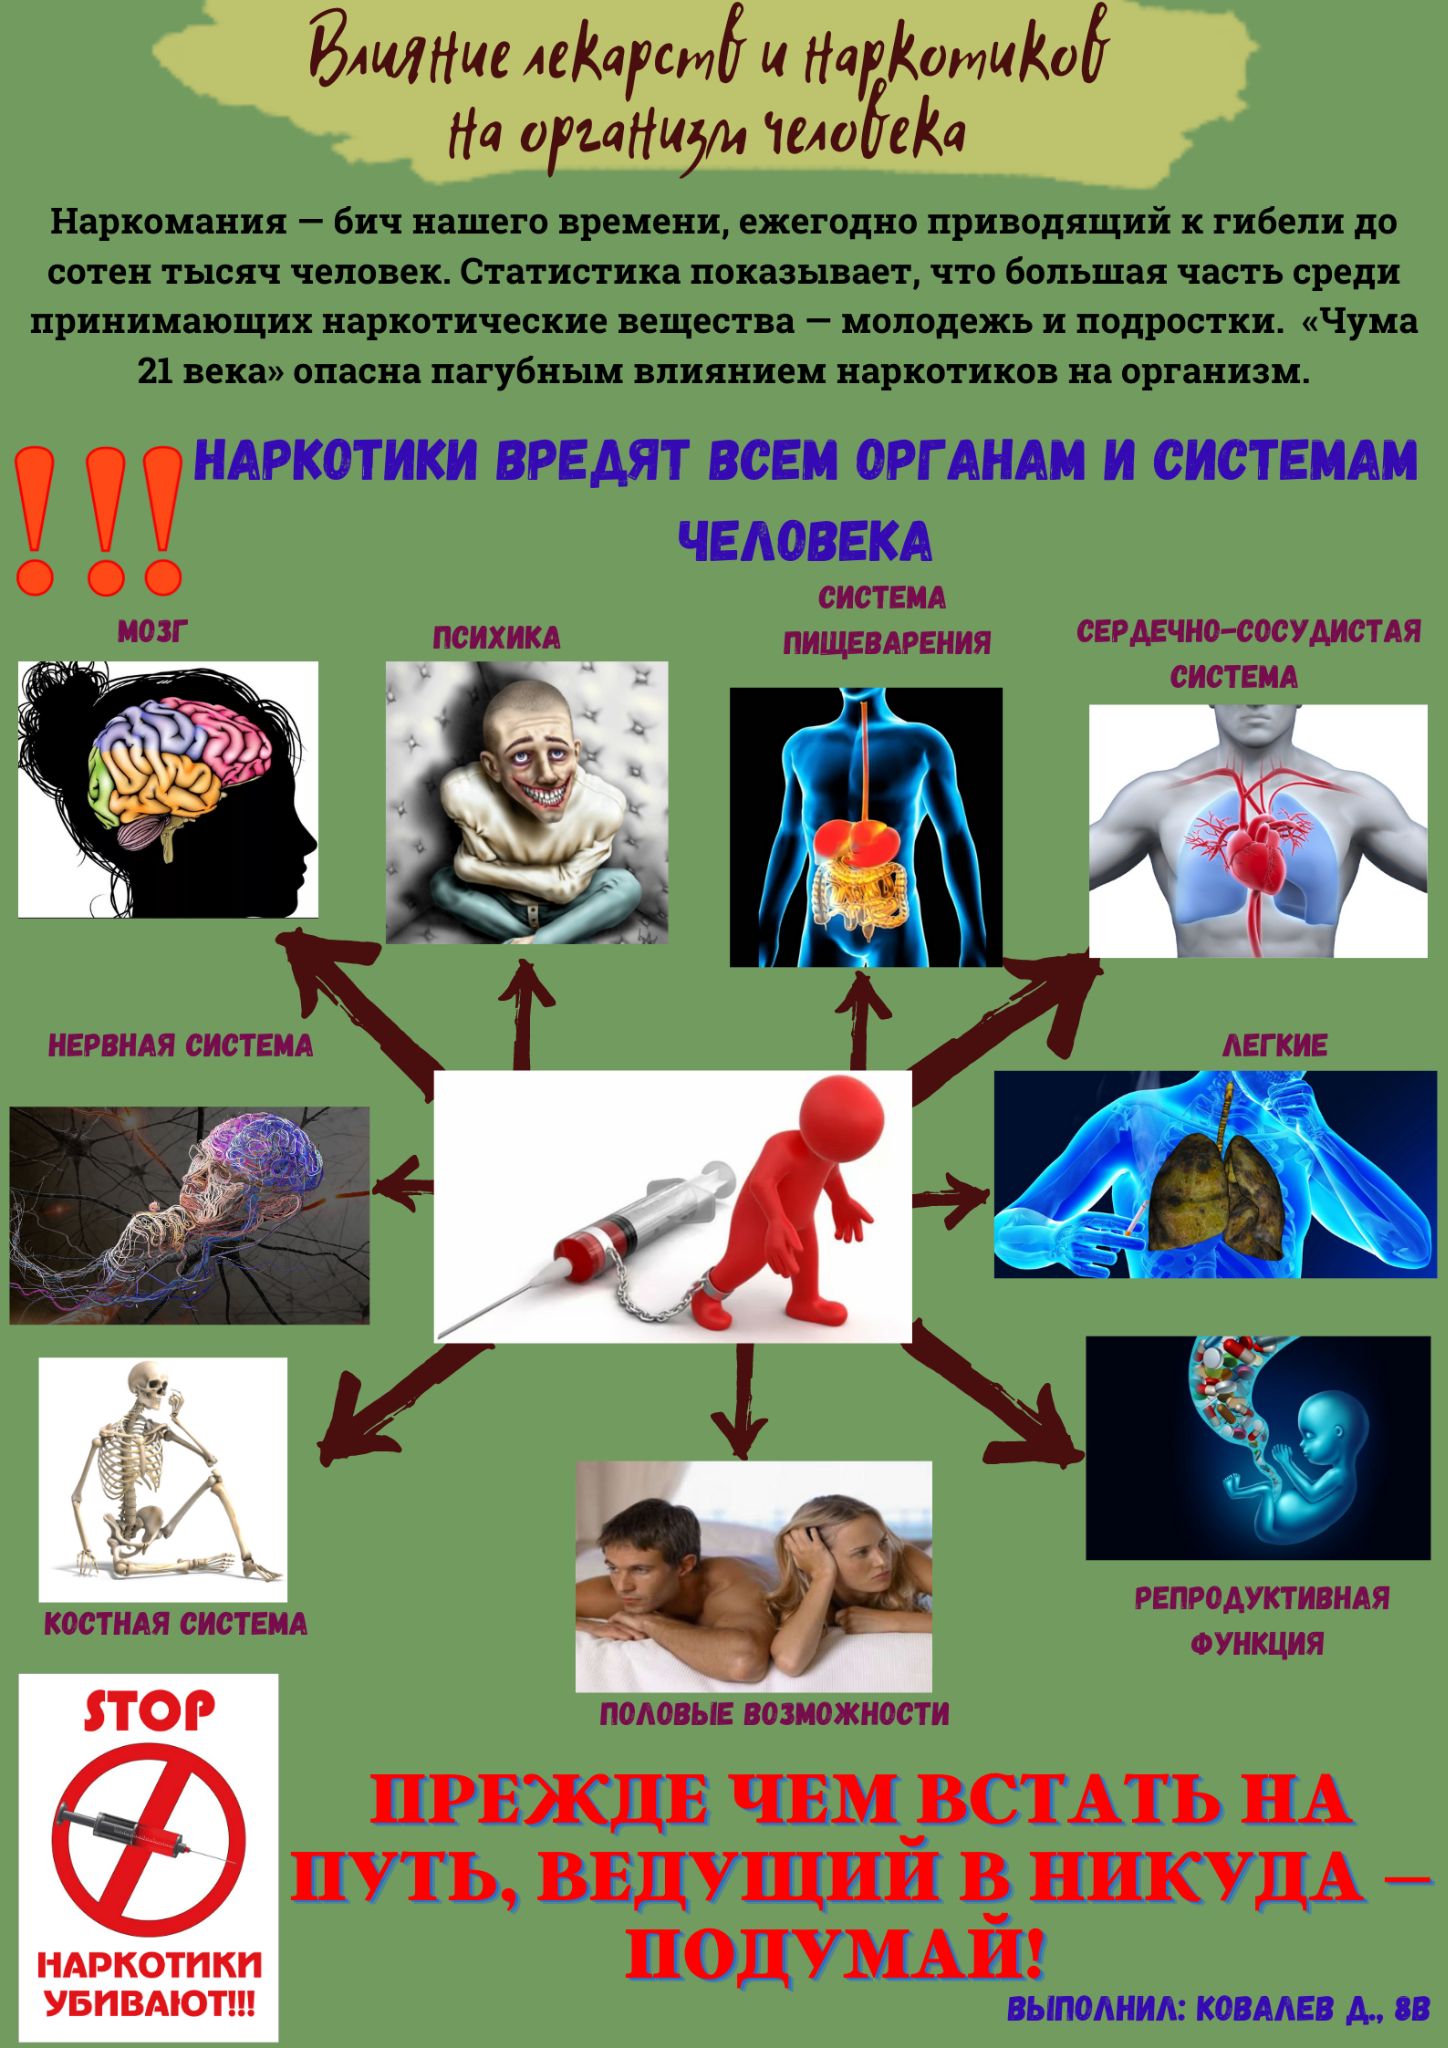 Влияние лекарств и наркотиков
на организм человека
Наркомания — бич нашего времени, ежегодно приводящий к гибели до
сотен тысяч человек. Статистика показывает, что большая часть среди
принимающих наркотические вещества — молодежь и подростки. «Чума
21 века» опасна пагубным влиянием наркотиков на организм.
!!! НАРКОТИКИ ВРЕДЯТ ВСЕМ ОРГАНАМ И СИСТЕМАМ
ЧЕЛОВЕКА
МОЗГ
ПСИХИКА
СИСТЕМА
ПИЩЕВАРЕНИЯ
СЕРДЕЧНО-СОСУДИСТАЯ
СИСТЕМА
НЕРВНАЯ СИСТЕМА
ЛЕГКИЕ
КОСТНАЯ СИСТЕМА
ПОЛОВЫЕ ВОЗМОЖНОСТИ
РЕПРОДУКТИВНАЯ
ФУНКЦИЯ
STOP
НАРКОТИКИ
УБИВАЮТ!!!
ПРЕЖДЕ ЧЕМ ВСТАТЬ НА
ПУТЬ, ВЕДУЩИЙ В НИКУДА —
ПОДУМАЙ!
ВЫПОЛНИЛ: КОВАЛЕВ Д., 8В